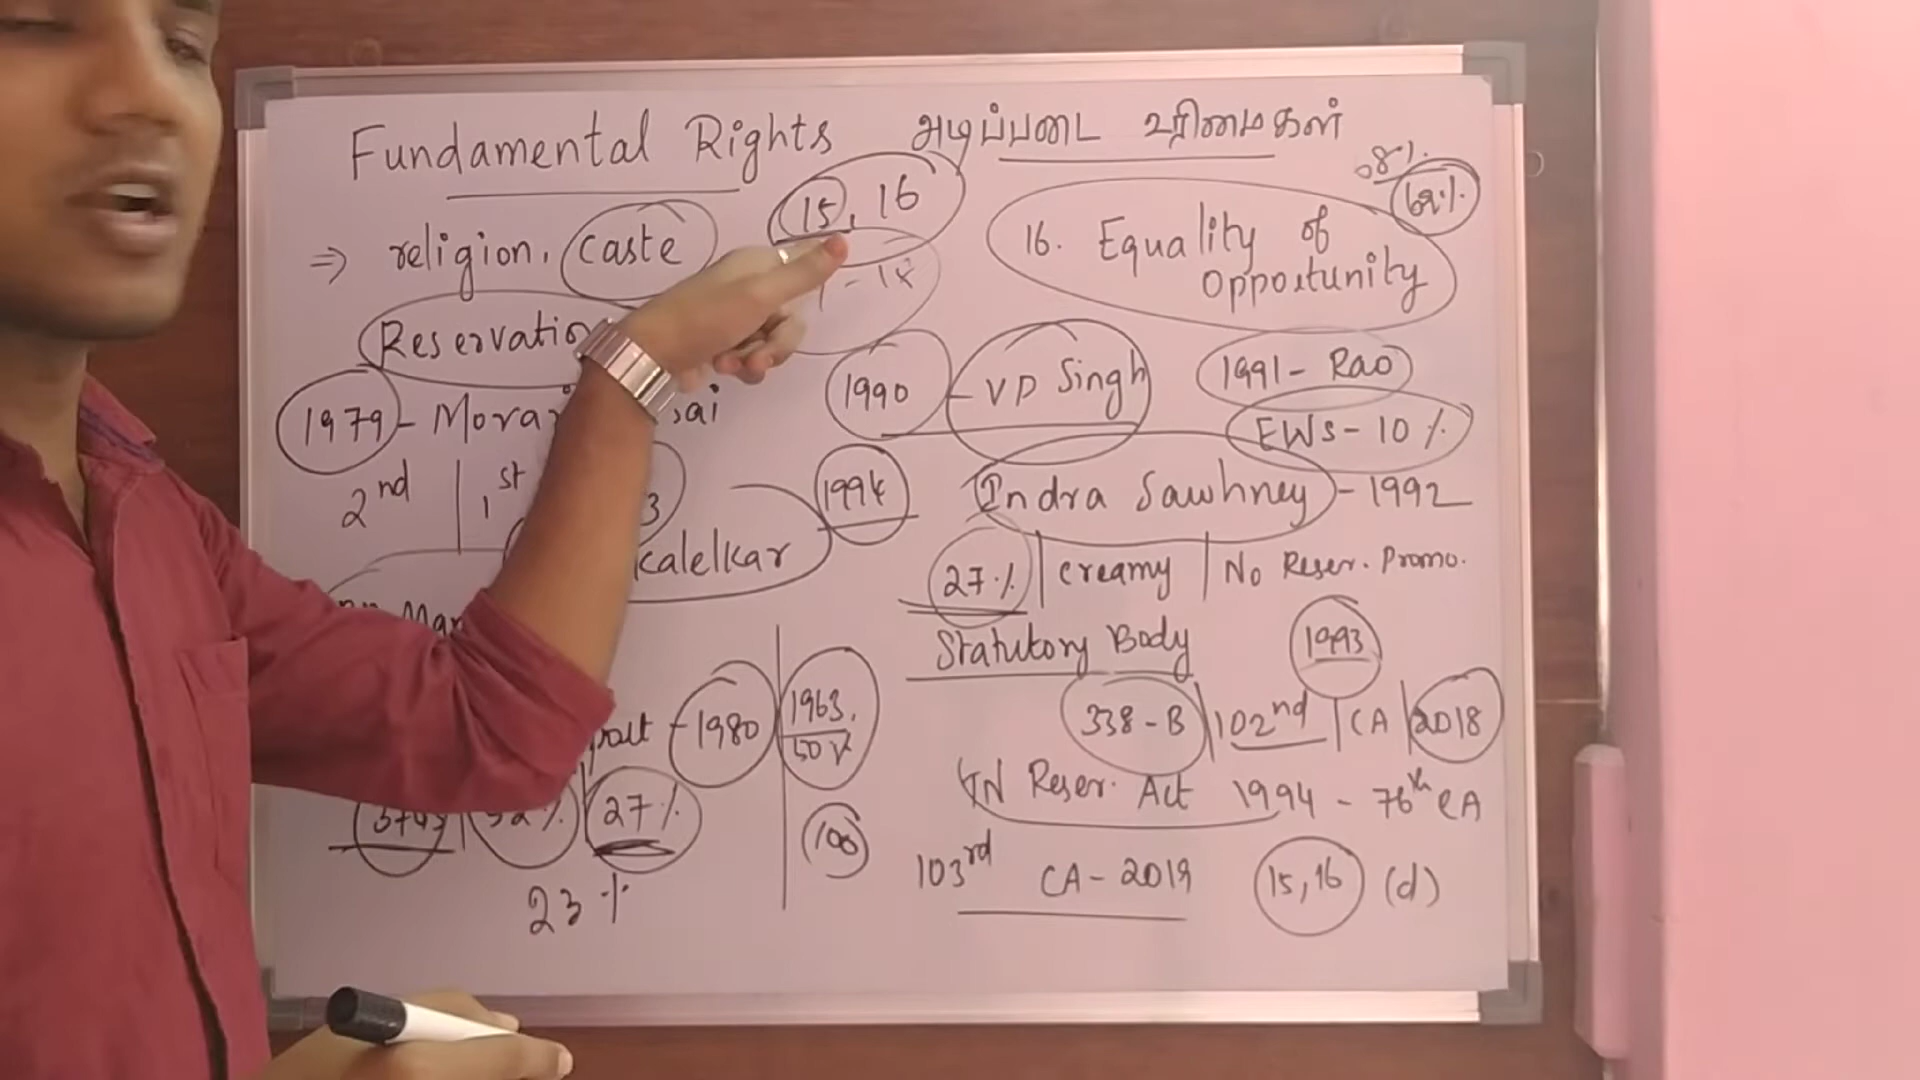 Fundamental Rights அடிப்படை உரிமைகள்
69%
⇒ religion, caste 15, 16
16. Equality of
Opportunity
1979 -
1990 - VP Singh 1991 - Rao
EWS - 10%
2nd | 1st
1994 Indra Sawhney - 1992
kalelkar
27% | creamy | No Reser. Promo.
Statutory Body 1993
- 1980 1963
50%
338-B | 102nd | CA | 2018
27% 100
TN Reser. Act 1994 - 76th CA
103rd CA - 2019 15, 16 (d)
23%